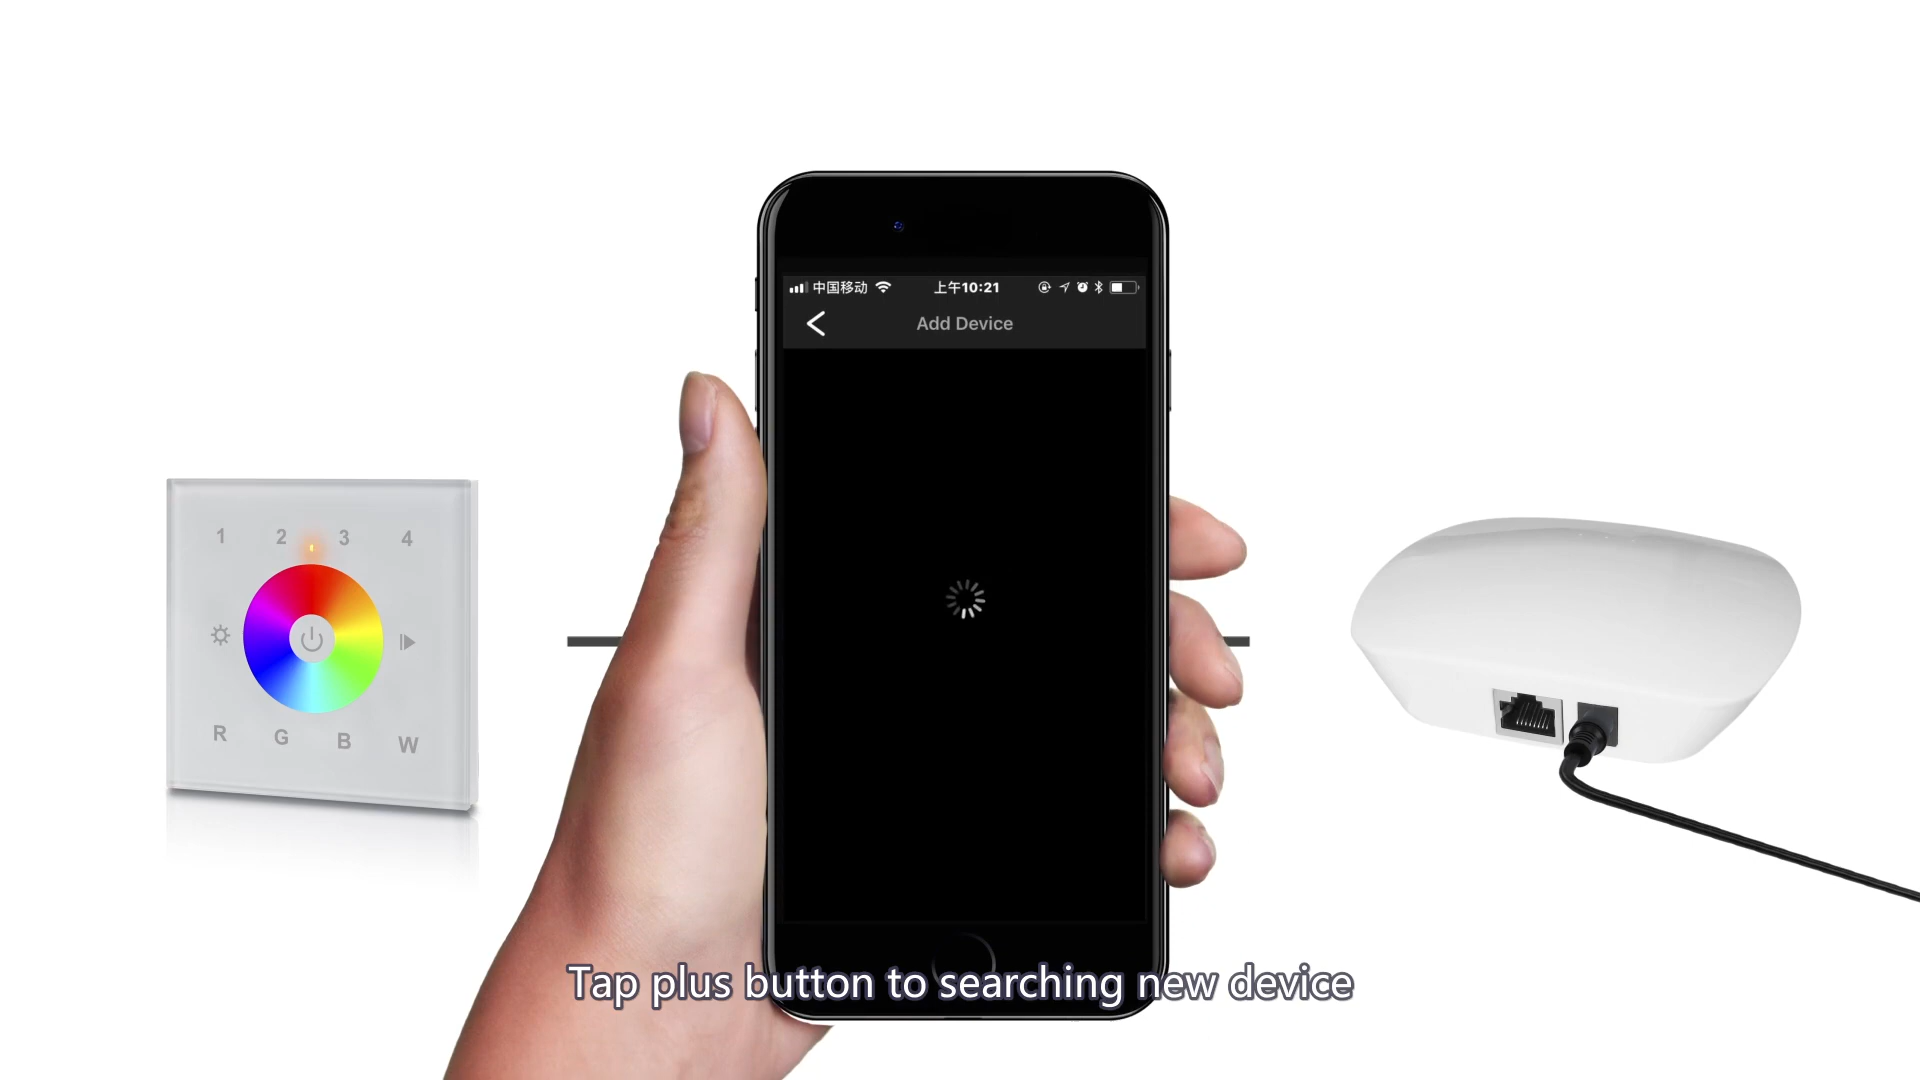 中国移动 上午10:21
Add Device
1 2 3 4
R G B W
Tap plus button to searching new device